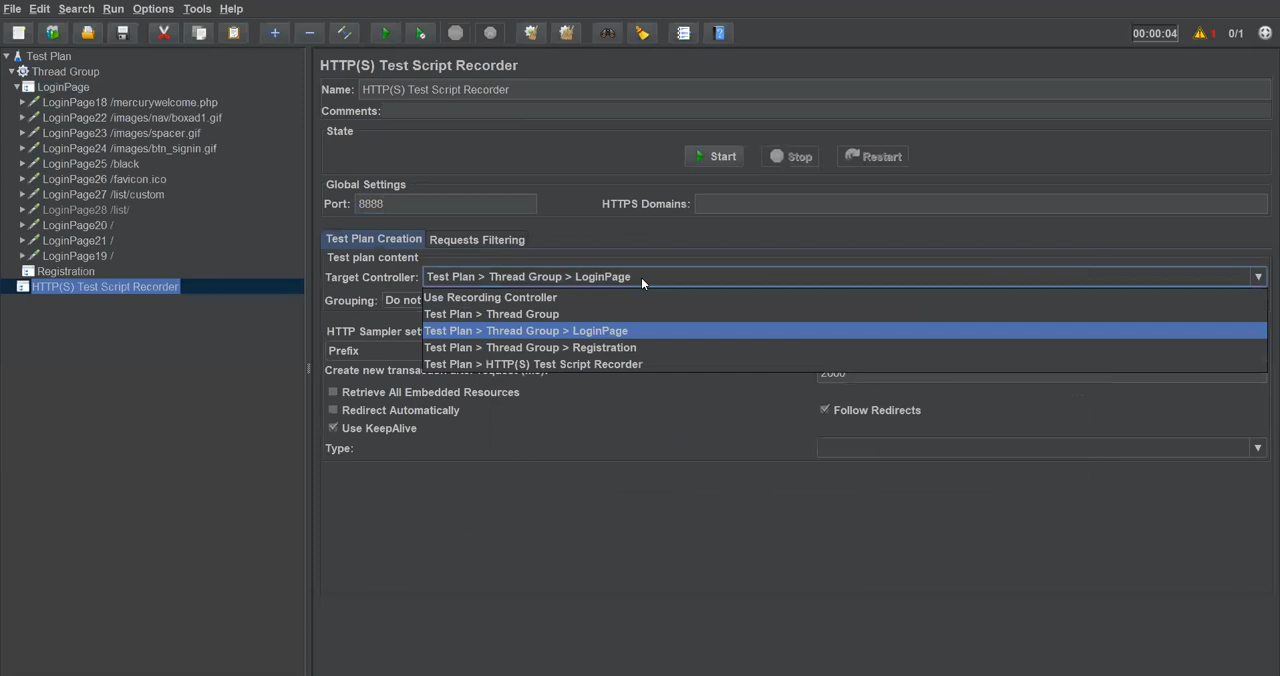 File Edit Search Run Options Tools Help
00:00:04 1 0/1
Test Plan
Thread Group
LoginPage
LoginPage18 /mercurywelcome.php
LoginPage22 /images/nav/boxad1.gif
LoginPage23 /images/spacer.gif
LoginPage24 /images/btn_signin.gif
LoginPage25 /black
LoginPage26 /favicon.ico
LoginPage27 /list/custom
LoginPage28 /list/
LoginPage20 /
LoginPage21 /
LoginPage19 /
Registration
HTTP(S) Test Script Recorder
HTTP(S) Test Script Recorder
Name: HTTP(S) Test Script Recorder
Comments:
State
Start Stop Restart
Global Settings
Port: 8888 HTTPS Domains:
Test Plan Creation Requests Filtering
Test plan content
Target Controller: Test Plan > Thread Group > LoginPage
Use Recording Controller
Grouping: Do not
Test Plan > Thread Group
HTTP Sampler set
Test Plan > Thread Group > LoginPage
Prefix
Test Plan > Thread Group > Registration
Test Plan > HTTP(S) Test Script Recorder
Create new transa
2000
Retrieve All Embedded Resources
Redirect Automatically Follow Redirects
Use KeepAlive
Type: